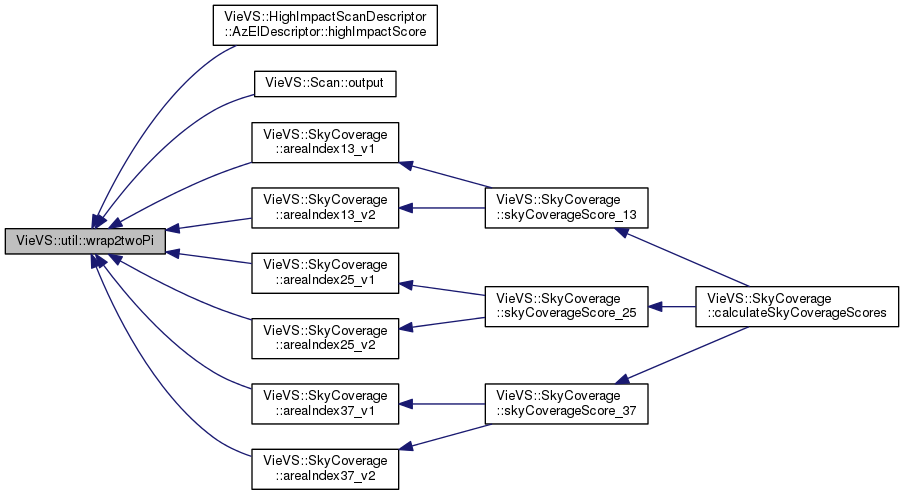 VieVS::HighImpactScanDescriptor
::AzElDescriptor::highImpactScore
VieVS::Scan::output
VieVS::SkyCoverage
::areaIndex13_v1
VieVS::SkyCoverage
::areaIndex13_v2
VieVS::SkyCoverage
::skyCoverageScore_13
VieVS::util::wrap2twoPi
VieVS::SkyCoverage
::areaIndex25_v1
VieVS::SkyCoverage
::skyCoverageScore_25
VieVS::SkyCoverage
::calculateSkyCoverageScores
VieVS::SkyCoverage
::areaIndex25_v2
VieVS::SkyCoverage
::areaIndex37_v1
VieVS::SkyCoverage
::skyCoverageScore_37
VieVS::SkyCoverage
::areaIndex37_v2